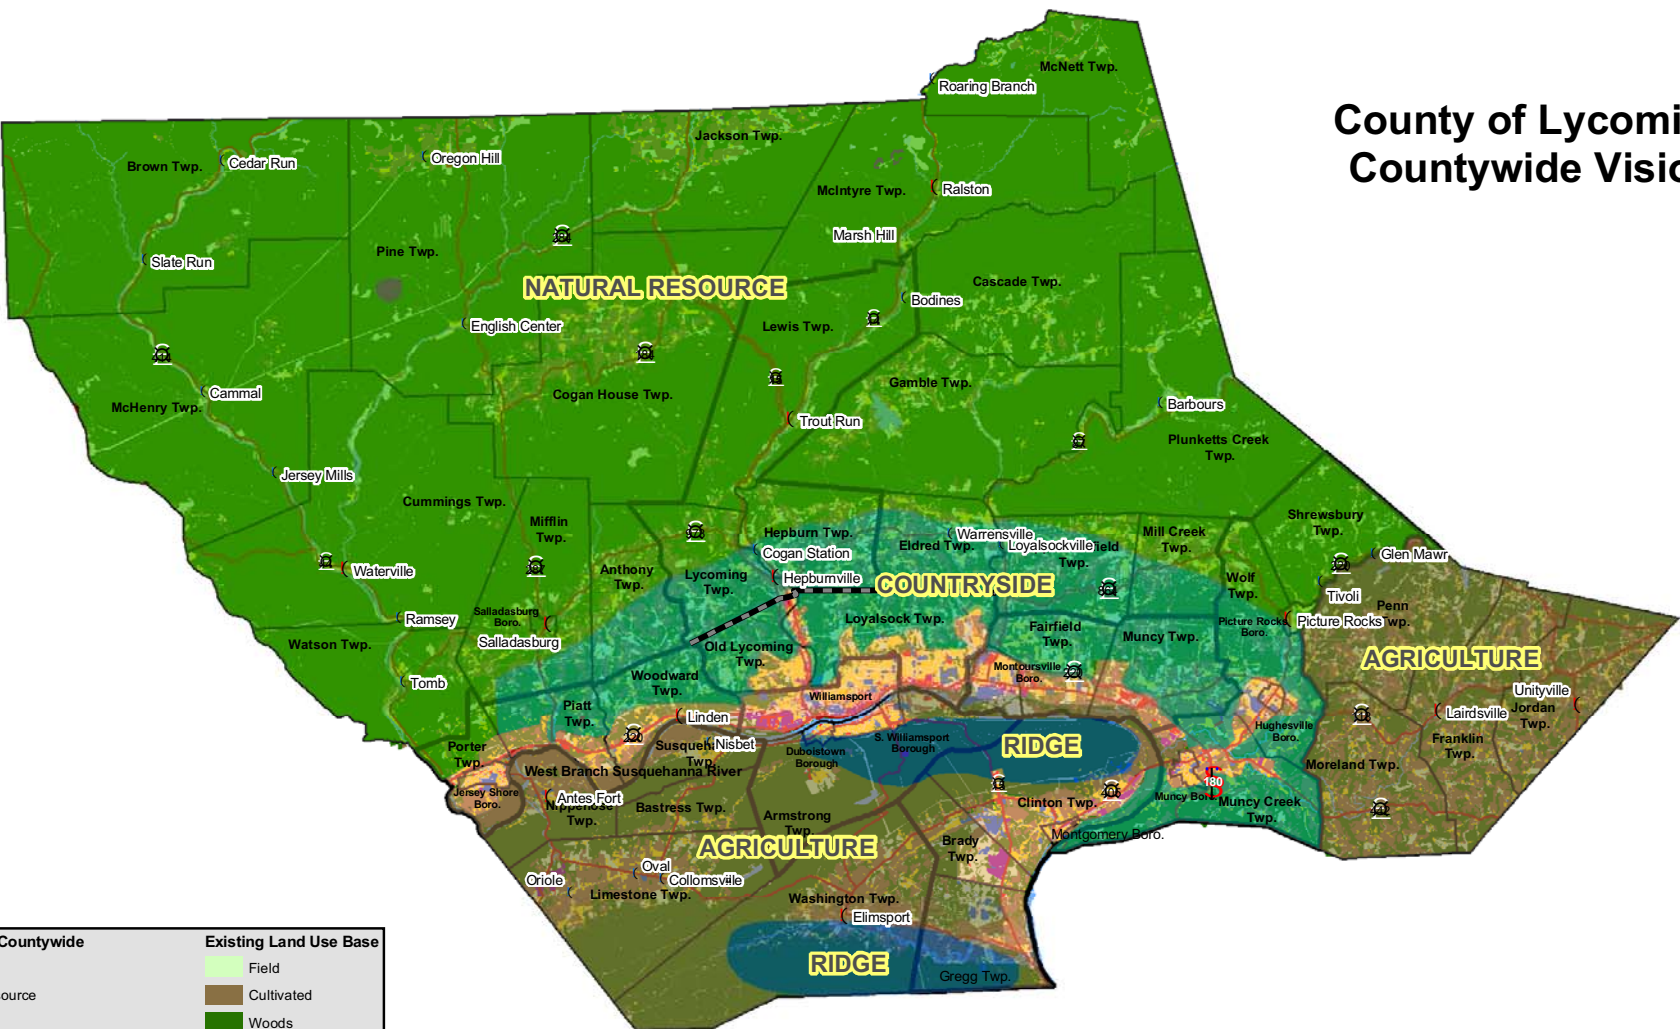 County of Lycomi
Countywide Visio
McNett Twp.
Roaring Branch
Jackson Twp.
Brown Twp.
Cedar Run
Oregon Hill
McIntyre Twp.
Ralston
Marsh Hill
Pine Twp.
Slate Run
NATURAL RESOURCE
Cascade Twp.
Bodines
English Center
Lewis Twp.
Cammal
McHenry Twp.
Cogan House Twp.
Gamble Twp.
Barbours
Trout Run
Plunketts Creek
Twp.
Jersey Mills
Cummings Twp.
Mifflin
Twp.
Shrewsbury
Twp.
Hepburn Twp.
Warrensville
Eldred Twp.
Loyalsockville
field
Twp.
Mill Creek
Twp.
Cogan Station
Glen Mawr
Waterville
Anthony
Twp.
Lycoming
Twp.
Hepburnville
COUNTRYSIDE
Wolf
Twp.
Tivoli
Penn
Twp.
Ramsey
Salladasburg
Boro.
Salladasburg
Loyalsock Twp.
Fairfield
Twp.
Muncy Twp.
Picture Rocks
Boro.
Picture Rocks
Watson Twp.
Old Lycoming
Twp.
AGRICULTURE
Tomb
Woodward
Twp.
Montoursville
Boro.
Williamsport
Unityville
Jordan
Twp.
Piatt
Twp.
Linden
Lairdsville
Hughesville
Boro.
Franklin
Twp.
Nisbet
Susqueh
Twp.
Duboistown
Borough
S. Williamsport
Borough
RIDGE
Porter
Twp.
West Branch Susquehanna River
Moreland Twp.
180
Jersey Shore
Boro.
Antes Fort
Nippenose
Twp.
Bastress Twp.
Armstrong
Twp.
Clinton Twp.
Muncy Boro.
Muncy Creek
Twp.
Montgomery Boro.
AGRICULTURE
Brady
Twp.
Oval
Oriole
Collomsville
Limestone Twp.
Washington Twp.
Elimsport
RIDGE
Gregg Twp.
Countywide
ource
Existing Land Use Base
Field
Cultivated
Woods